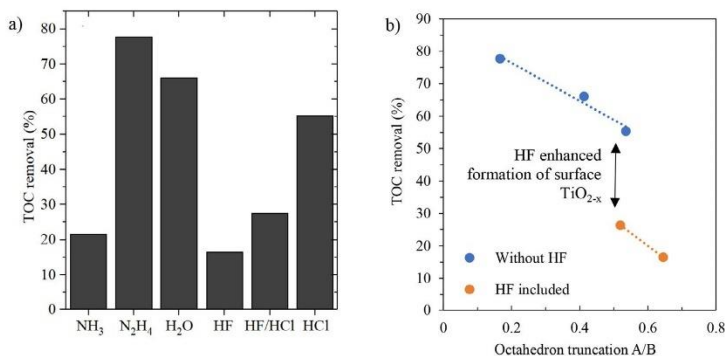 a)
TOC removal (%)
80
70
60
50
40
30
20
10
0
NH₃ N₂H₄ H₂O HF HF/HCl HCl
b)
TOC removal (%)
90
80
70
60
50
40
30
20
10
0
HF enhanced
formation of surface
TiO₂₋ₓ
Without HF
HF included
0 0.2 0.4 0.6 0.8
Octahedron truncation A/B